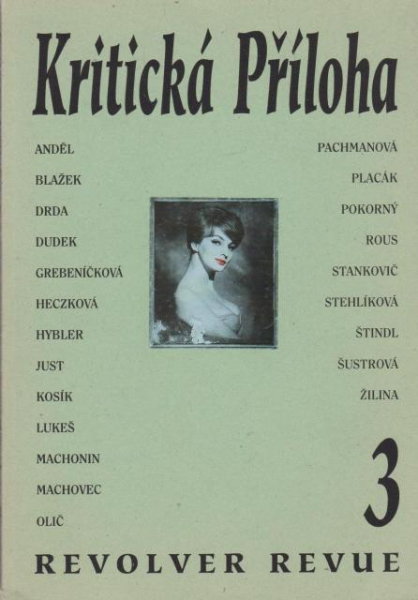 Kritická Příloha
ANDĚL
BLAŽEK
DRDA
DUDEK
GREBENÍČKOVÁ
HECZKOVÁ
HYBLER
JUST
KOSÍK
LUKEŠ
MACHONIN
MACHOVEC
OLIČ
PACHMANOVÁ
PLACÁK
POKORNÝ
ROUS
STANKOVIČ
STEHLÍKOVÁ
ŠTINDL
ŠUSTROVÁ
ŽILINA
3
REVOLVER REVUE